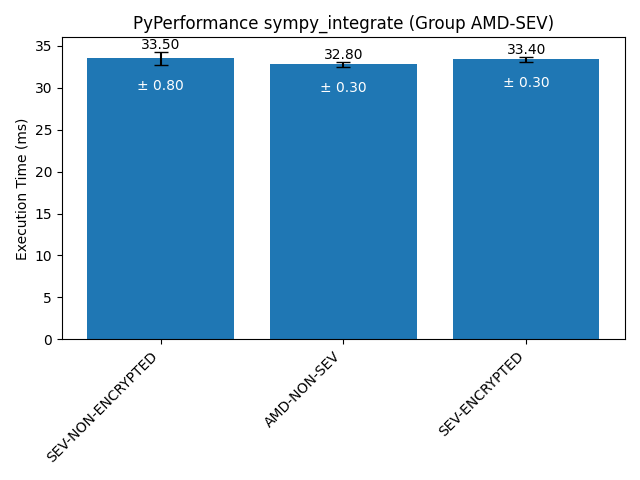 PyPerformance sympy_integrate (Group AMD-SEV)
Execution Time (ms)
35
30
25
20
15
10
5
0
33.50
32.80
33.40
± 0.80
± 0.30
± 0.30
SEV-NON-ENCRYPTED
AMD-NON-SEV
SEV-ENCRYPTED